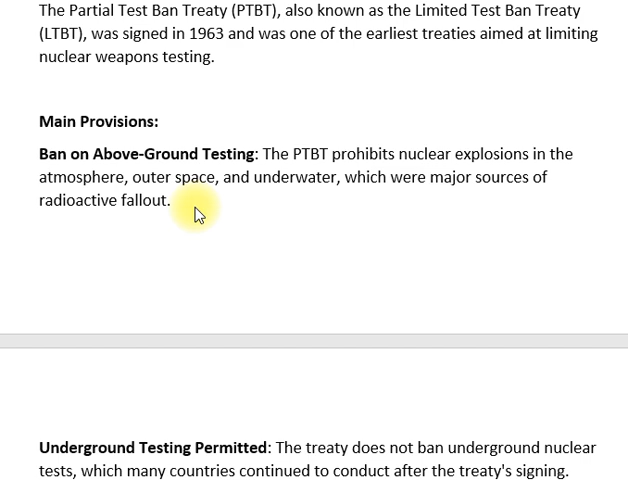 The Partial Test Ban Treaty (PTBT), also known as the Limited Test Ban Treaty
(LTBT), was signed in 1963 and was one of the earliest treaties aimed at limiting
nuclear weapons testing.
Main Provisions:
Ban on Above-Ground Testing: The PTBT prohibits nuclear explosions in the
atmosphere, outer space, and underwater, which were major sources of
radioactive fallout.
Underground Testing Permitted: The treaty does not ban underground nuclear
tests, which many countries continued to conduct after the treaty's signing.